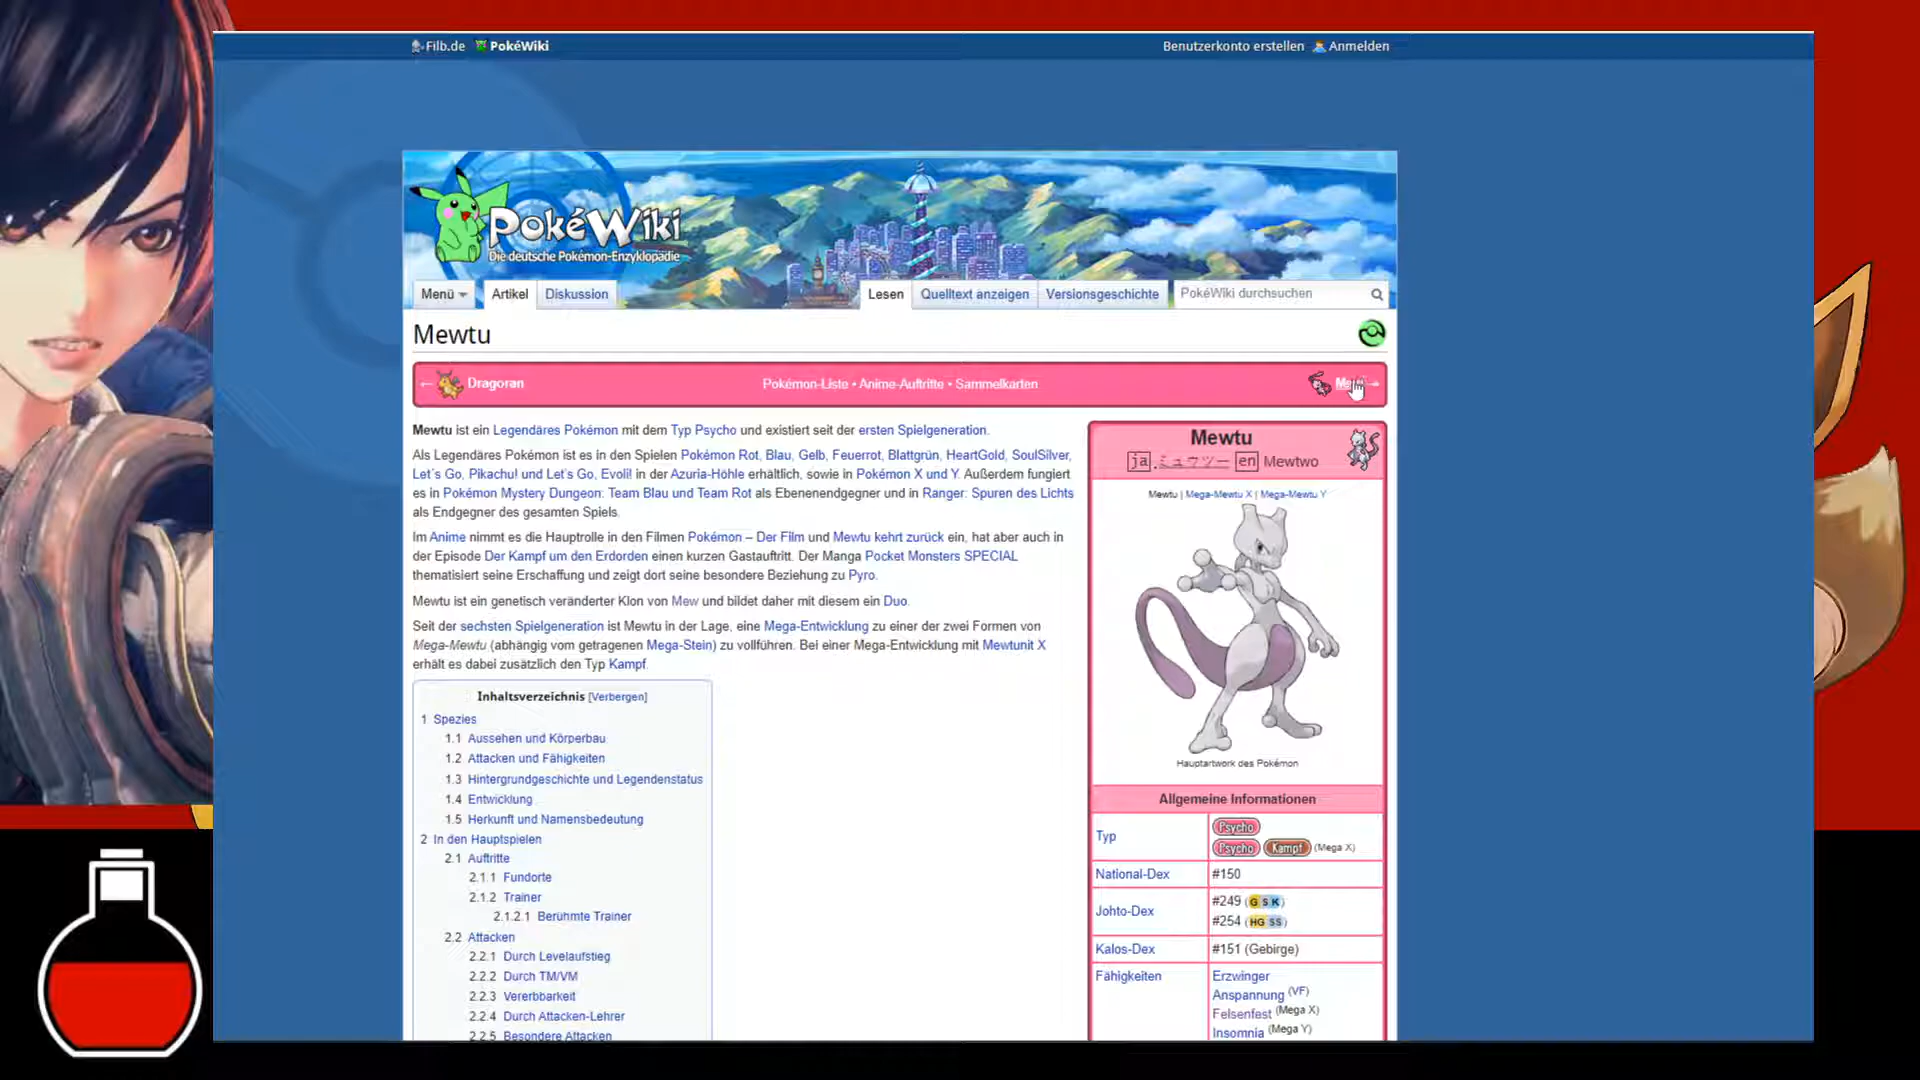 Filb.de PokéWiki
Benutzerkonto erstellen Anmelden
PokéWiki
Die deutsche Pokémon-Enzyklopädie
Menü Artikel Diskussion Lesen Quelltext anzeigen Versionsgeschichte PokéWiki durchsuchen
Mewtu
← Dragoran Pokémon-Liste • Anime-Auftritte • Sammelkarten
Mewtu ist ein Legendäres Pokémon mit dem Typ Psycho und existiert seit der ersten Spielgeneration.
Als Legendäres Pokémon ist es in den Spielen Pokémon Rot, Blau, Gelb, Feuerrot, Blattgrün, HeartGold, SoulSilver,
Let's Go, Pikachu! und Let's Go, Evoli! in der Azuria-Höhle erhältlich, sowie in Pokémon X und Y. Außerdem fungiert
es in Pokémon Mystery Dungeon: Team Blau und Team Rot als Ebenenendgegner und in Ranger: Spuren des Lichts
als Endgegner des gesamten Spiels.
Im Anime nimmt es die Hauptrolle in den Filmen Pokémon – Der Film und Mewtu kehrt zurück ein, hat aber auch in
der Episode Der Kampf um den Erdorden einen kurzen Gastauftritt. Der Manga Pocket Monsters SPECIAL
thematisiert seine Erschaffung und zeigt dort seine besondere Beziehung zu Pyro.
Mewtu ist ein genetisch veränderter Klon von Mew und bildet daher mit diesem ein Duo.
Seit der sechsten Spielgeneration ist Mewtu in der Lage, eine Mega-Entwicklung zu einer der zwei Formen von
Mega-Mewtu (abhängig vom getragenen Mega-Stein) zu vollführen. Bei einer Mega-Entwicklung mit Mewtunit X
erhält es dabei zusätzlich den Typ Kampf.
Inhaltsverzeichnis [Verbergen]
1 Spezies
1.1 Aussehen und Körperbau
1.2 Attacken und Fähigkeiten
1.3 Hintergrundgeschichte und Legendenstatus
1.4 Entwicklung
1.5 Herkunft und Namensbedeutung
2 In den Hauptspielen
2.1 Auftritte
2.1.1 Fundorte
2.1.2 Trainer
2.1.2.1 Berühmte Trainer
2.2 Attacken
2.2.1 Durch Levelaufstieg
2.2.2 Durch TM/VM
2.2.3 Vererbbarkeit
2.2.4 Durch Attacken-Lehrer
2.2.5 Besondere Attacken
Mewtu
ja ミュウツー en Mewtwo
Mewtu | Mega-Mewtu X | Mega-Mewtu Y
Hauptartwork des Pokémon
Allgemeine Informationen
Typ Psycho
Psycho Kampf (Mega X)
National-Dex #150
Johto-Dex #249 (G S K)
#254 (HG SS)
Kalos-Dex #151 (Gebirge)
Fähigkeiten Erzwinger
Anspannung (VF)
Felsenfest (Mega X)
Insomnia (Mega Y)